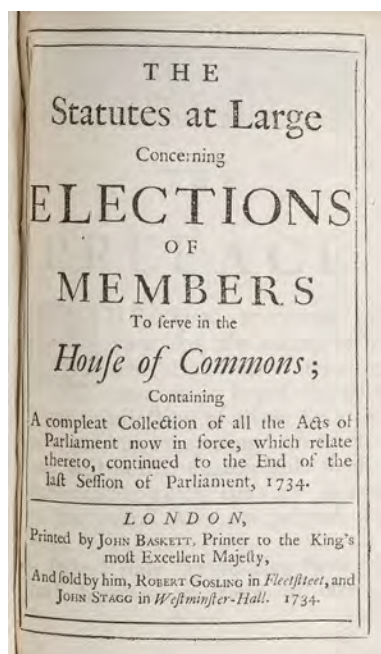 THE
Statutes at Large
Concerning
ELECTIONS
OF
MEMBERS
To ſerve in the
Houſe of Commons;
Containing
A compleat Collection of all the Acts of
Parliament now in force, which relate
thereto, continued to the End of the
laſt Seſſion of Parliament, 1734.
LONDON,
Printed by JOHN BASKETT, Printer to the King's
moſt Excellent Majeſty,
And ſold by him, ROBERT GOSLING in Fleetſtteet, and
JOHN STAGG in Weſtminſter-Hall. 1734.